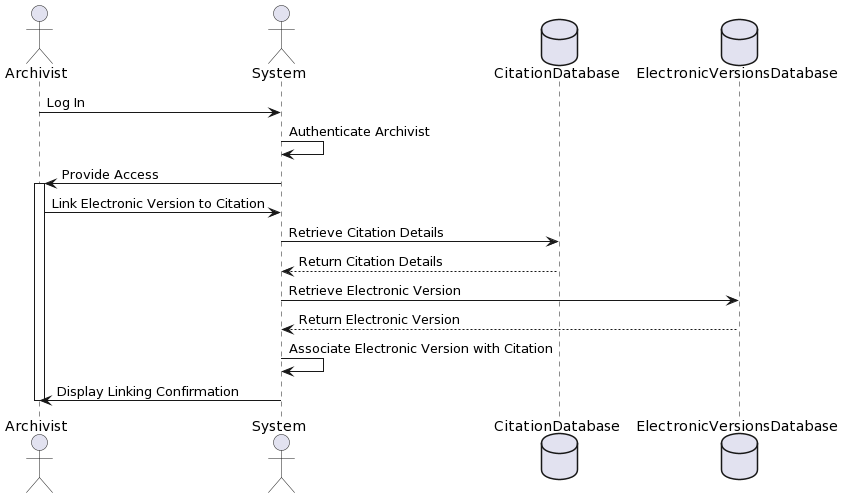 Archivist
System
CitationDatabase
ElectronicVersionsDatabase
Log In
Authenticate Archivist
Provide Access
Link Electronic Version to Citation
Retrieve Citation Details
Return Citation Details
Retrieve Electronic Version
Return Electronic Version
Associate Electronic Version with Citation
Display Linking Confirmation
Archivist
System
CitationDatabase
ElectronicVersionsDatabase